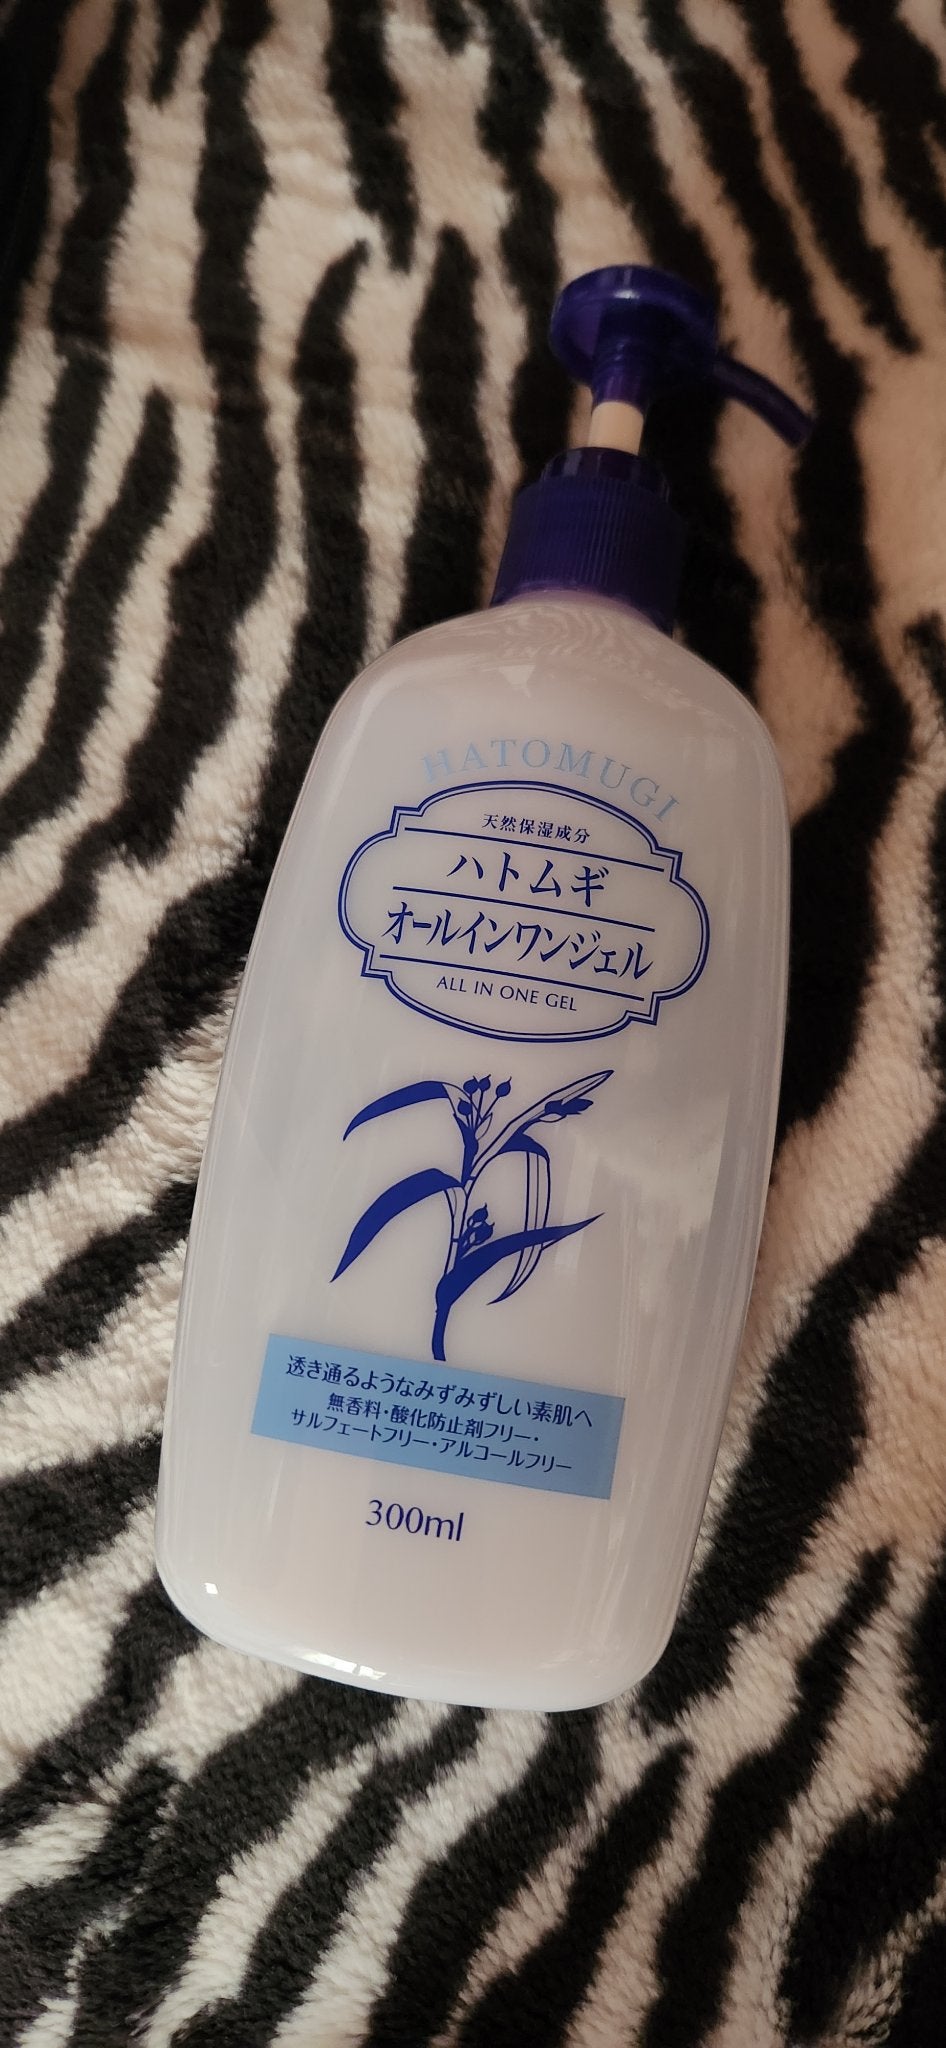 HATOMUGI
天然保湿成分
ハトムギ
オールインワンジェル
ALL IN ONE GEL
透き通るようなみずみずしい素肌へ
無香料・酸化防止剤フリー・
サルフェートフリー・アルコールフリー
300ml